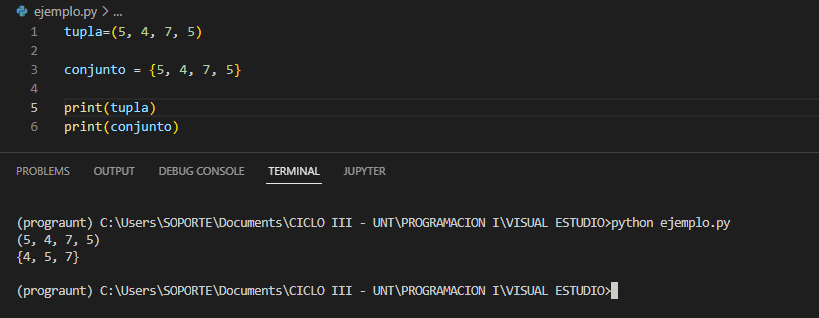 ejemplo.py > ...
1 tupla=(5, 4, 7, 5)
2
3 conjunto = {5, 4, 7, 5}
4
5 print(tupla)
6 print(conjunto)
PROBLEMS OUTPUT DEBUG CONSOLE TERMINAL JUPYTER
(prograunt) C:\Users\SOPORTE\Documents\CICLO III - UNT\PROGRAMACION I\VISUAL ESTUDIO>python ejemplo.py
(5, 4, 7, 5)
{4, 5, 7}
(prograunt) C:\Users\SOPORTE\Documents\CICLO III - UNT\PROGRAMACION I\VISUAL ESTUDIO>